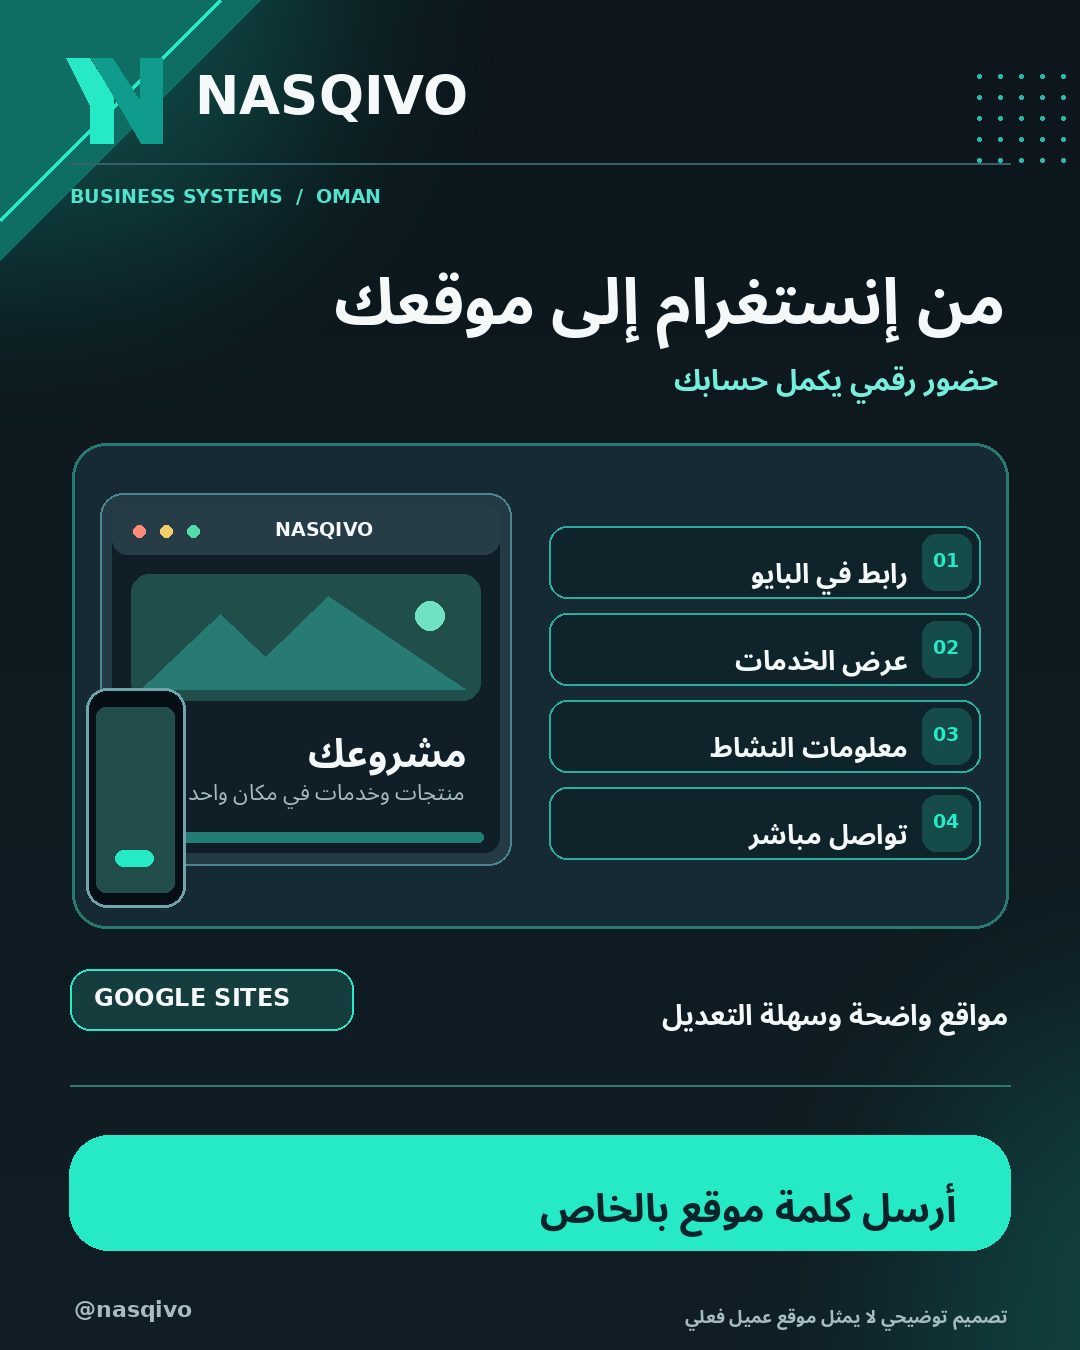 NASQIVO
BUSINESS SYSTEMS / OMAN
من إنستغرام إلى موقعك
حضور رقمي يكمل حسابك
NASQIVO
مشروعك
منتجات وخدمات في مكان واحد
01 رابط في البايو
02 عرض الخدمات
03 معلومات النشاط
04 تواصل مباشر
GOOGLE SITES
مواقع واضحة وسهلة التعديل
أرسل كلمة موقع بالخاص
@nasqivo
تصميم توضيحي لا يمثل موقع عميل فعلي